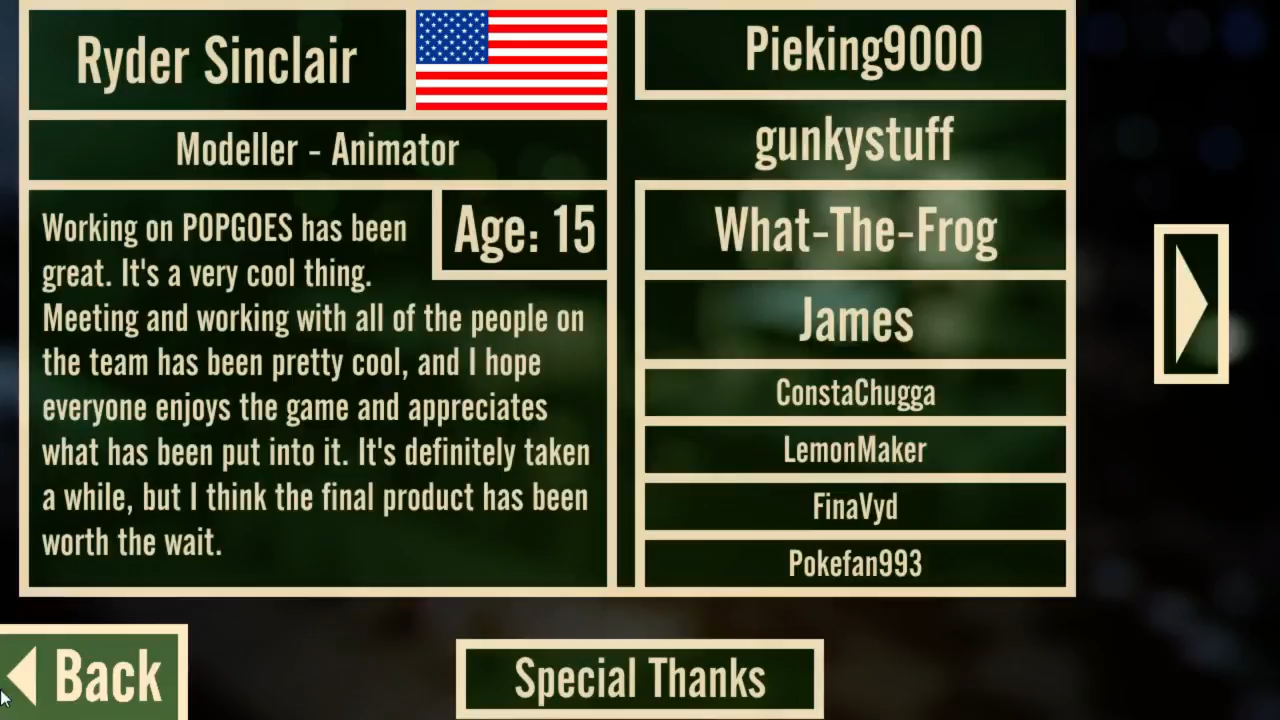 Ryder Sinclair
Modeller - Animator
Age: 15
Working on POPGOES has been
great. It's a very cool thing.
Meeting and working with all of the people on
the team has been pretty cool, and I hope
everyone enjoys the game and appreciates
what has been put into it. It's definitely taken
a while, but I think the final product has been
worth the wait.
Pieking9000
gunkystuff
What-The-Frog
James
ConstaChugga
LemonMaker
FinaVyd
Pokefan993
Back
Special Thanks